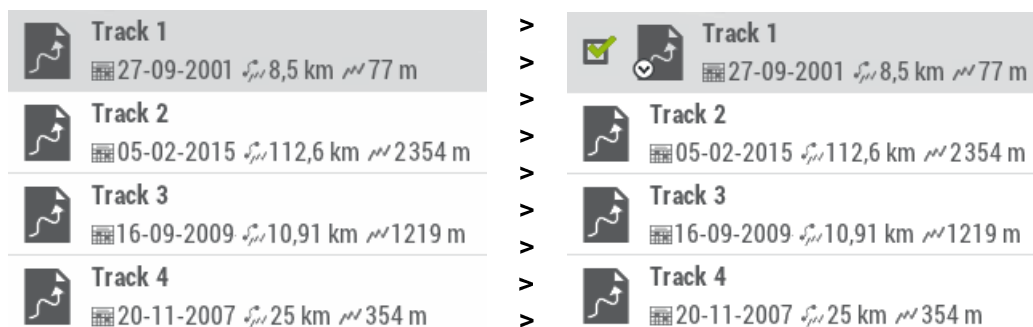 Track 1
27-09-2001 8,5 km 77 m
Track 2
05-02-2015 112,6 km 2354 m
Track 3
16-09-2009 10,91 km 1219 m
Track 4
20-11-2007 25 km 354 m
>
>
>
>
>
>
>
>
>
Track 1
27-09-2001 8,5 km 77 m
Track 2
05-02-2015 112,6 km 2354 m
Track 3
16-09-2009 10,91 km 1219 m
Track 4
20-11-2007 25 km 354 m